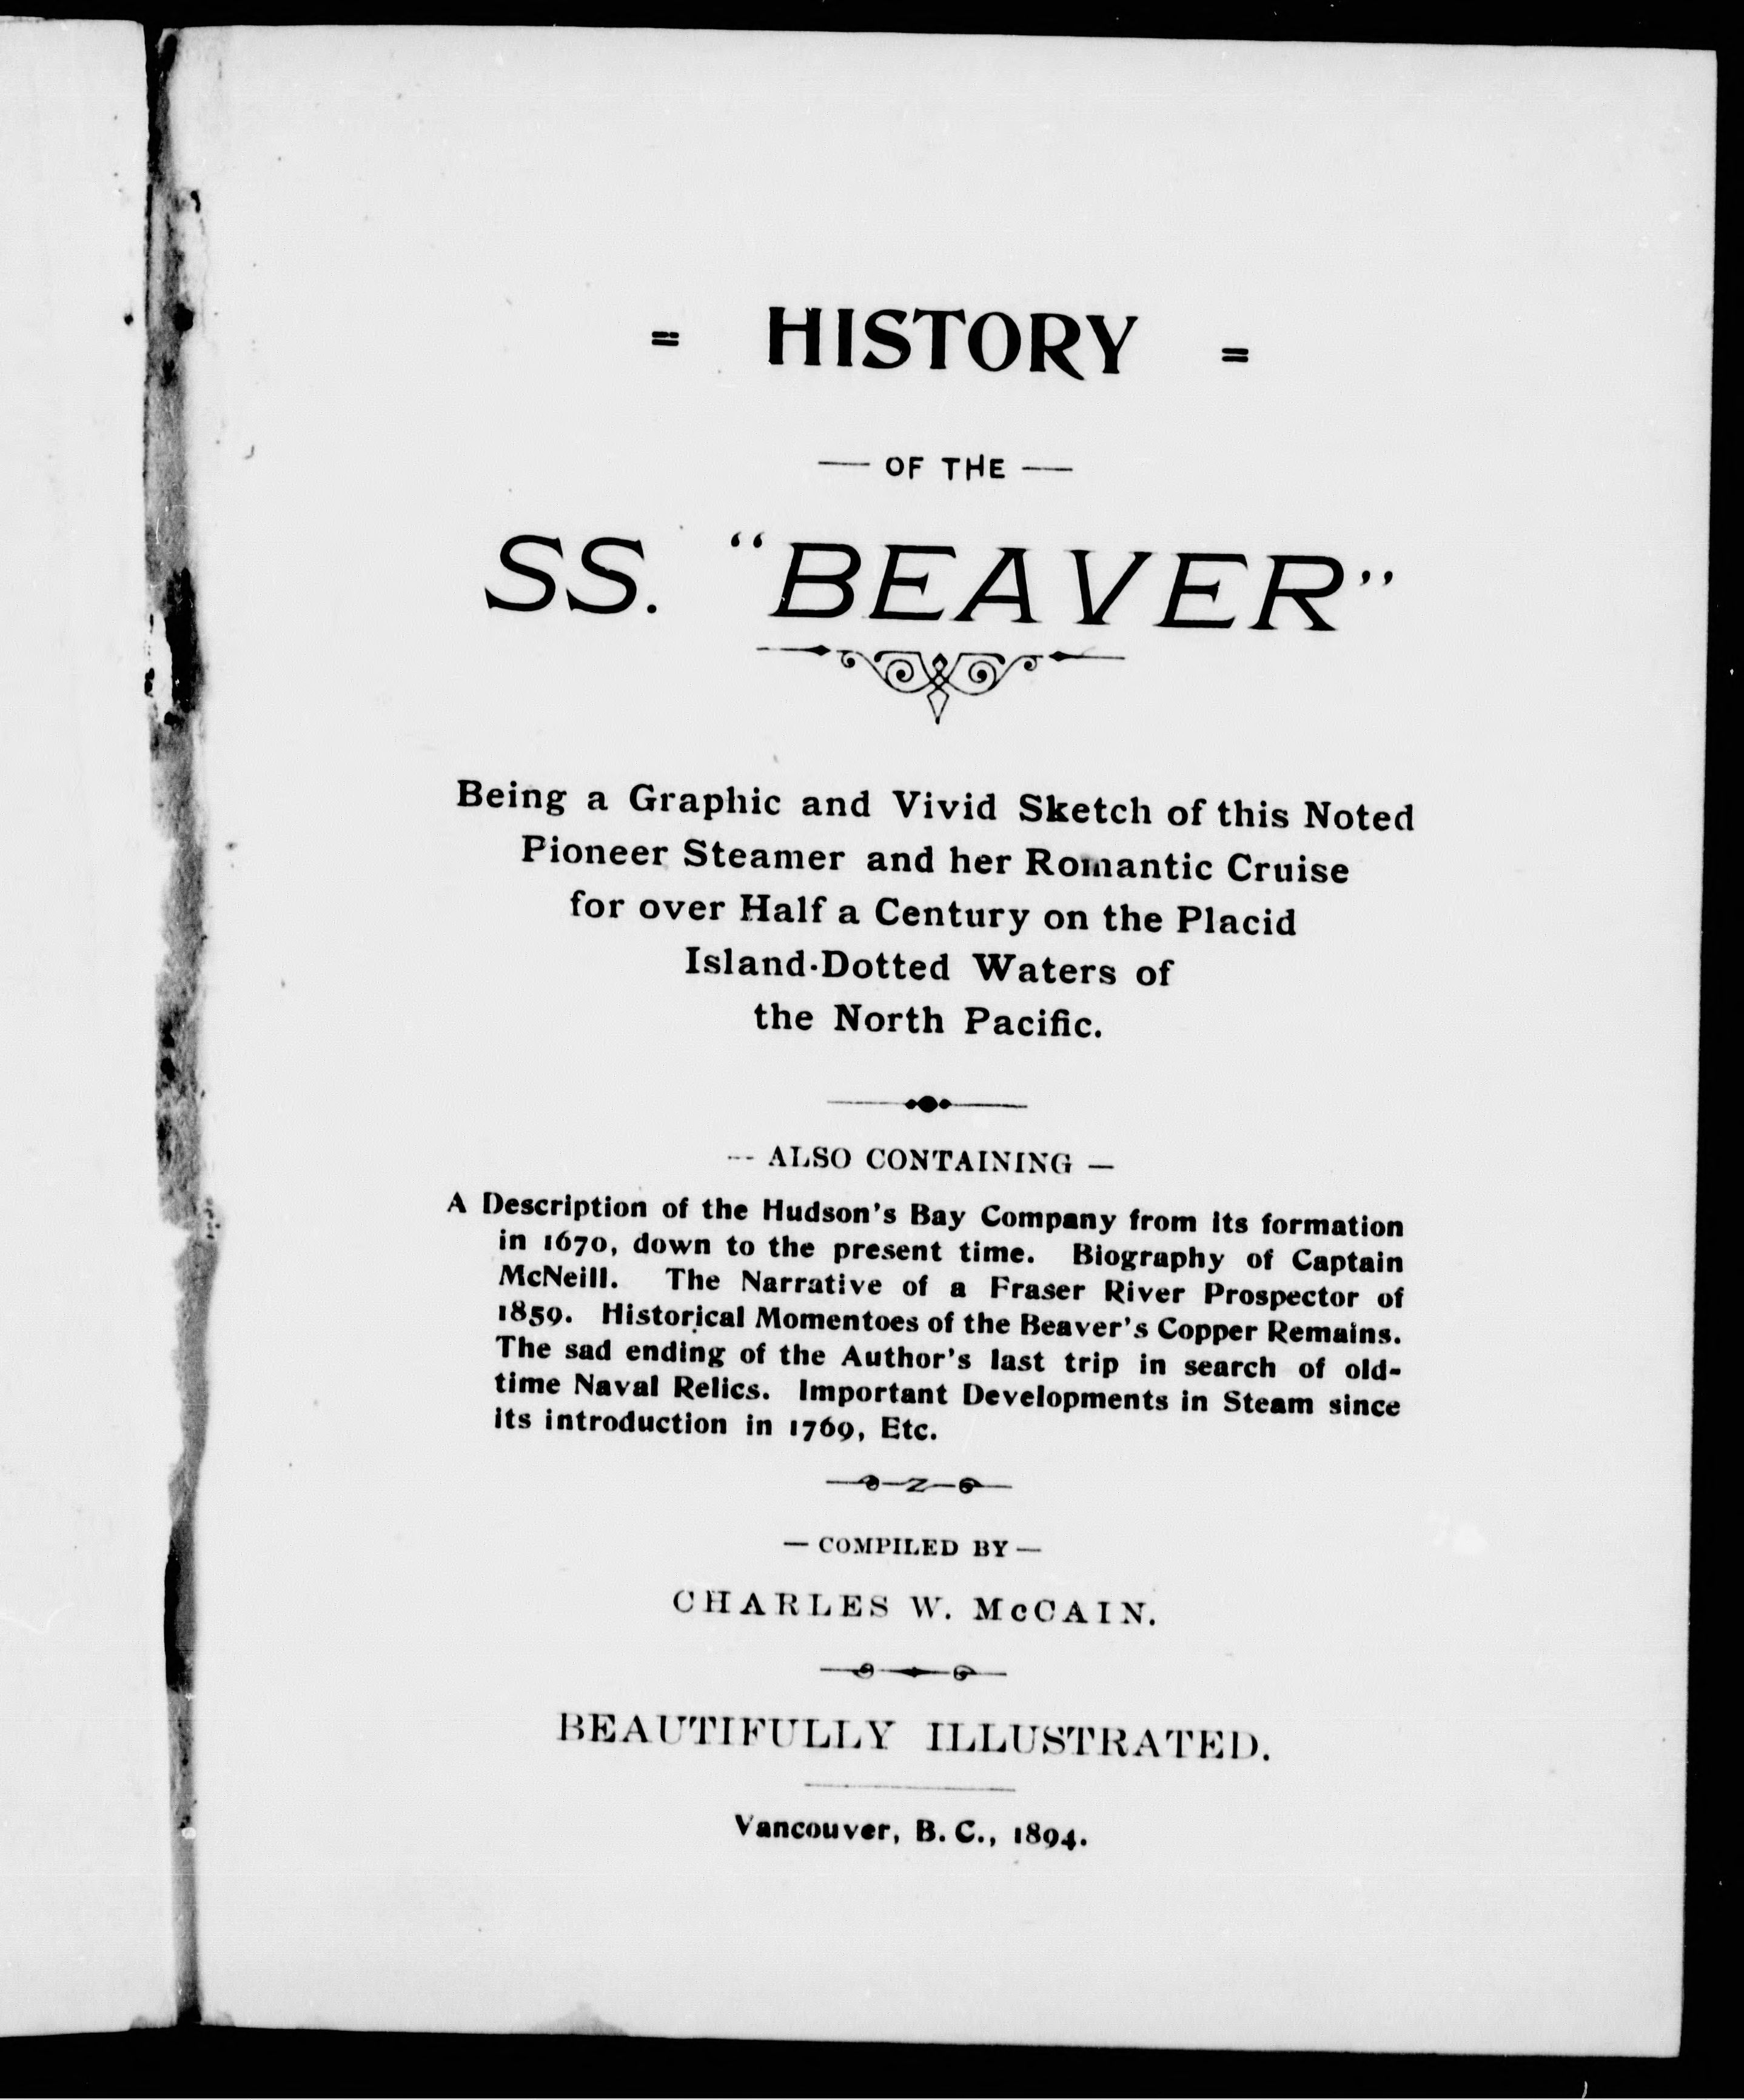 = HISTORY =
— OF THE —
SS. "BEAVER"
Being a Graphic and Vivid Sketch of this Noted
Pioneer Steamer and her Romantic Cruise
for over Half a Century on the Placid
Island-Dotted Waters of
the North Pacific.
— ALSO CONTAINING —
A Description of the Hudson's Bay Company from its formation
in 1670, down to the present time. Biography of Captain
McNeill. The Narrative of a Fraser River Prospector of
1859. Historical Momentoes of the Beaver's Copper Remains.
The sad ending of the Author's last trip in search of old-
time Naval Relics. Important Developments in Steam since
its introduction in 1769, Etc.
— COMPILED BY —
CHARLES W. McCAIN.
BEAUTIFULLY ILLUSTRATED.
Vancouver, B. C., 1894.